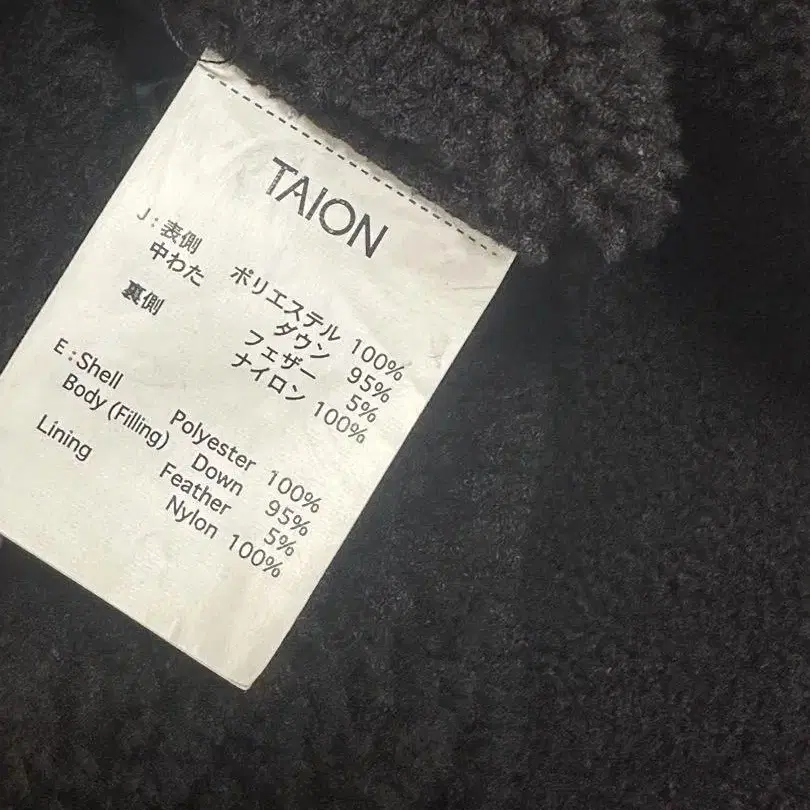 TAION
J：表側 ポリエステル 100%
中わた ダウン 95%
フェザー 5%
裏側 ナイロン 100%
E：Shell Polyester 100%
Body (Filling) Down 95%
Feather 5%
Lining Nylon 100%